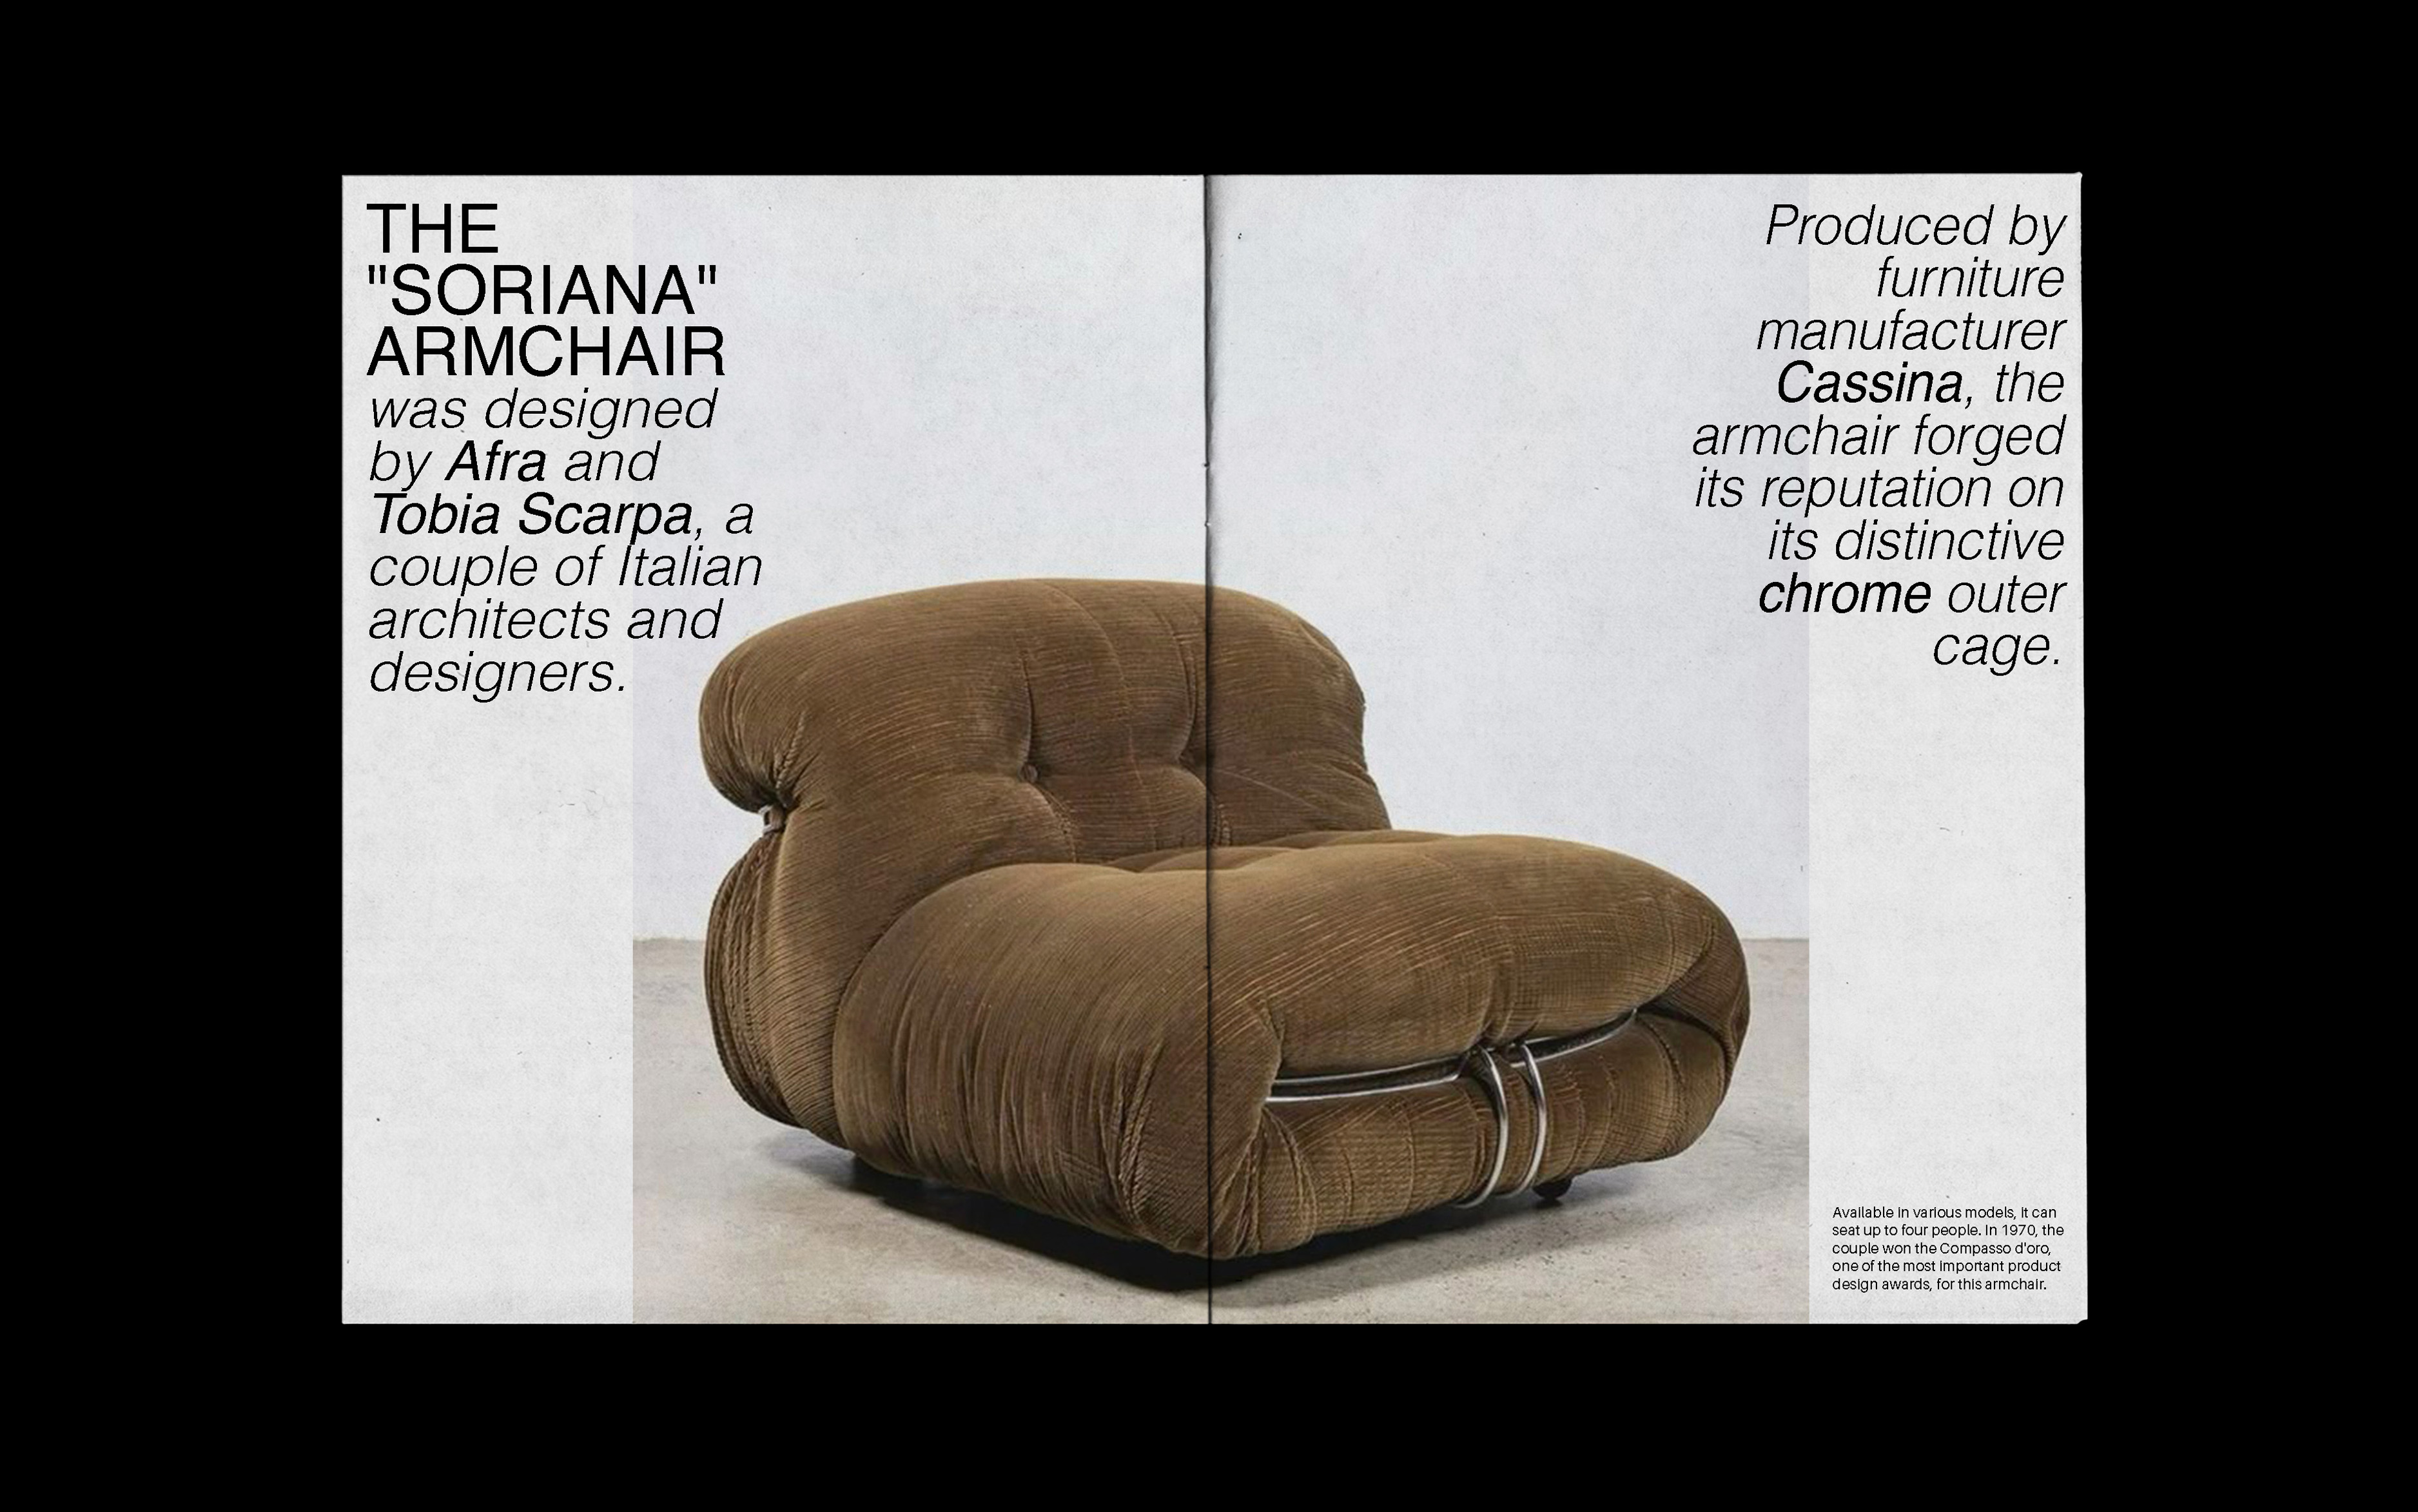 THE
"SORIANA"
ARMCHAIR
was designed
by Afra and
Tobia Scarpa, a
couple of Italian
architects and
designers.
Produced by
furniture
manufacturer
Cassina, the
armchair forged
its reputation on
its distinctive
chrome outer
cage.
Available in various models, it can
seat up to four people. In 1970, the
couple won the Compasso d'oro,
one of the most important product
design awards, for this armchair.